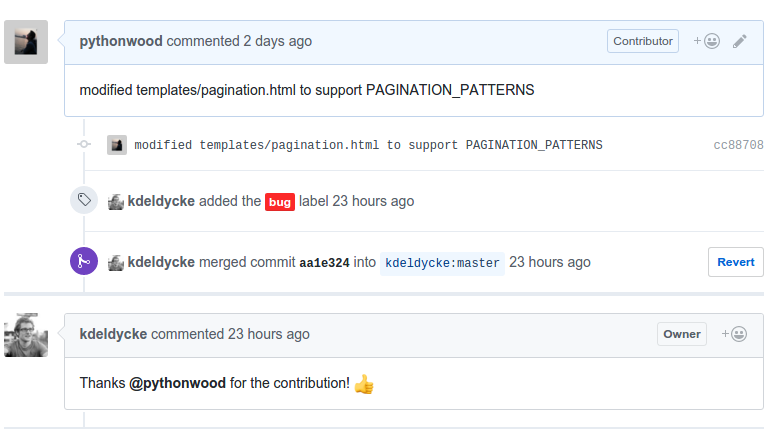 pythonwood commented 2 days ago Contributor +
modified templates/pagination.html to support PAGINATION_PATTERNS
modified templates/pagination.html to support PAGINATION_PATTERNS cc88708
kdeldycke added the bug label 23 hours ago
kdeldycke merged commit aa1e324 into kdeldycke:master 23 hours ago Revert
kdeldycke commented 23 hours ago Owner +
Thanks @pythonwood for the contribution! 👍